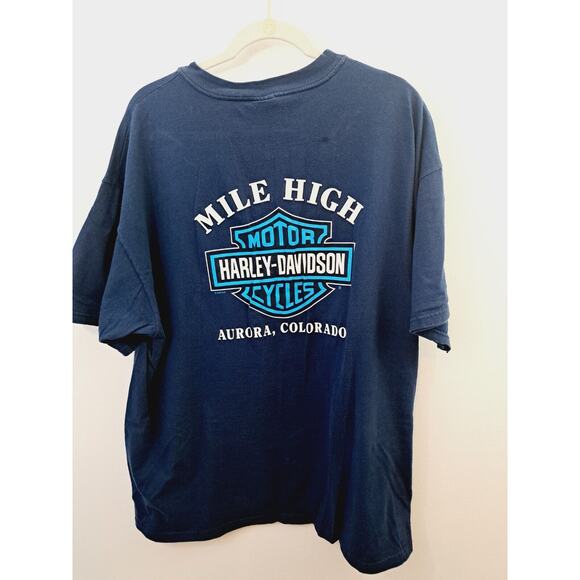 MILE HIGH
MOTOR
HARLEY-DAVIDSON
CYCLES
AURORA, COLORADO